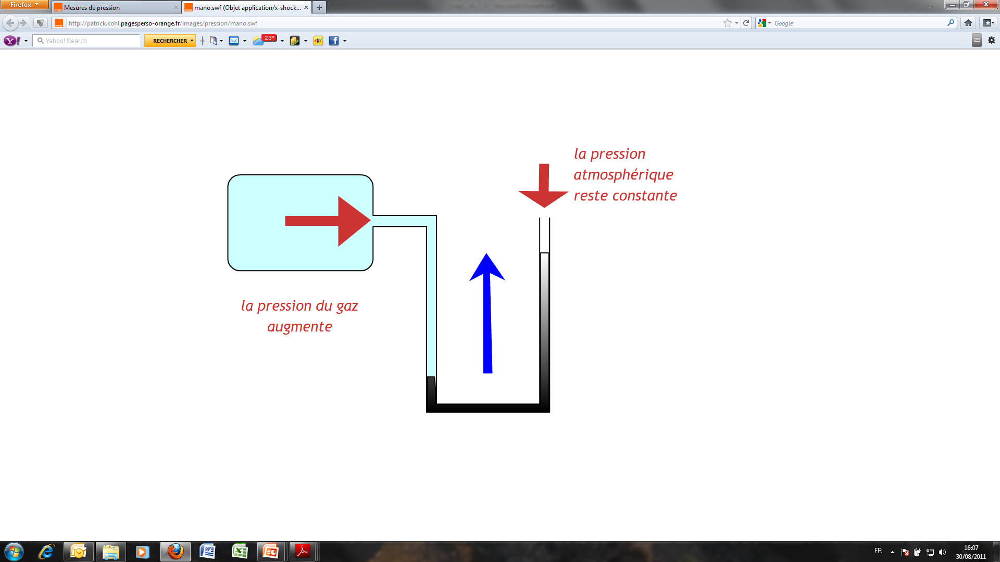 Firefox
Mesures de pression
mano.swf (Objet application/x-shock...
http://patrick.kohl.pagesperso-orange.fr/images/pression/mano.swf
Google
Yahoo! Search
RECHERCHER
23°
la pression
atmosphérique
reste constante
la pression du gaz
augmente
FR
16:07
30/08/2011